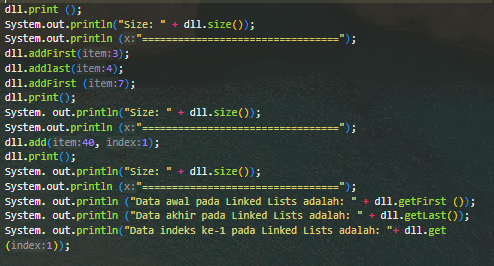 dll.print ();
System.out.println("Size: " + dll.size());
System.out.println (x:"================================");
dll.addFirst(item:3);
dll.addlast(item:4);
dll.addFirst (item:7);
dll.print();
System. out.println("Size: " + dll.size());
System.out.println (x:"================================");
dll.add(item:40, index:1);
dll.print();
System. out.println("Size: " + dll.size());
System. out.println (x:"================================");
System. out.println ("Data awal pada Linked Lists adalah: " + dll.getFirst ());
System. out.println ("Data akhir pada Linked Lists adalah: " + dll.getLast());
System. out.println ("Data indeks ke-1 pada Linked Lists adalah: "+ dll.get
(index:1));